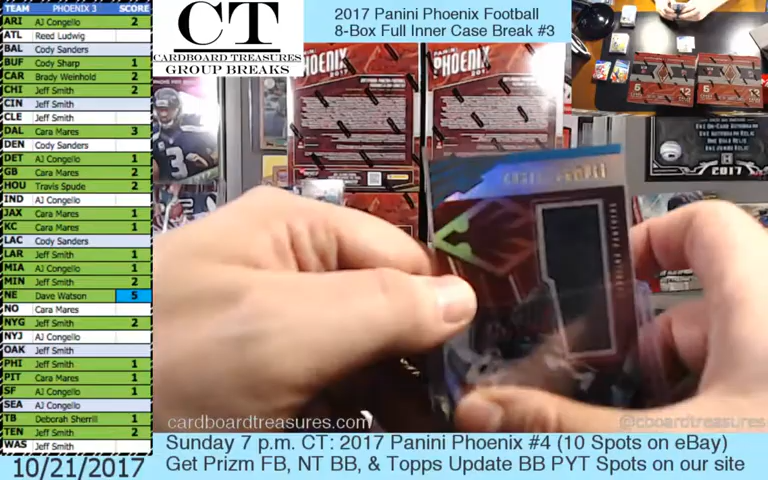 TEAM PHOENIX 3 SCORE
ARI AJ Congello 2
ATL Reed Ludwig
BAL Cody Sanders
BUF Cody Sharp 1
CAR Brady Weinhold 2
CHI Jeff Smith 2
CIN Jeff Smith
CLE Jeff Smith
DAL Cara Mares 3
DEN Cody Sanders
DET AJ Congello 1
GB Cara Mares 2
HOU Travis Spude 2
IND AJ Congello
JAX Cara Mares 1
KC Cara Mares 1
LAC Cody Sanders
LAR Jeff Smith 1
MIA AJ Congello 1
MIN Jeff Smith 2
NE Dave Watson 5
NO Cara Mares
NYG Jeff Smith 2
NYJ AJ Congello
OAK Jeff Smith
PHI Jeff Smith 1
PIT Cara Mares 1
SF AJ Congello 1
SEA AJ Congello
TB Deborah Sherrill 1
TEN Jeff Smith 2
WAS Jeff Smith
10/21/2017
CT
CARDBOARD TREASURES
GROUP BREAKS
2017 Panini Phoenix Football
8-Box Full Inner Case Break #3
PHOENIX
PHOENIX
2017
cardboardtreasures.com
@cboardtreasures
Sunday 7 p.m. CT: 2017 Panini Phoenix #4 (10 Spots on eBay)
Get Prizm FB, NT BB, & Topps Update BB PYT Spots on our site